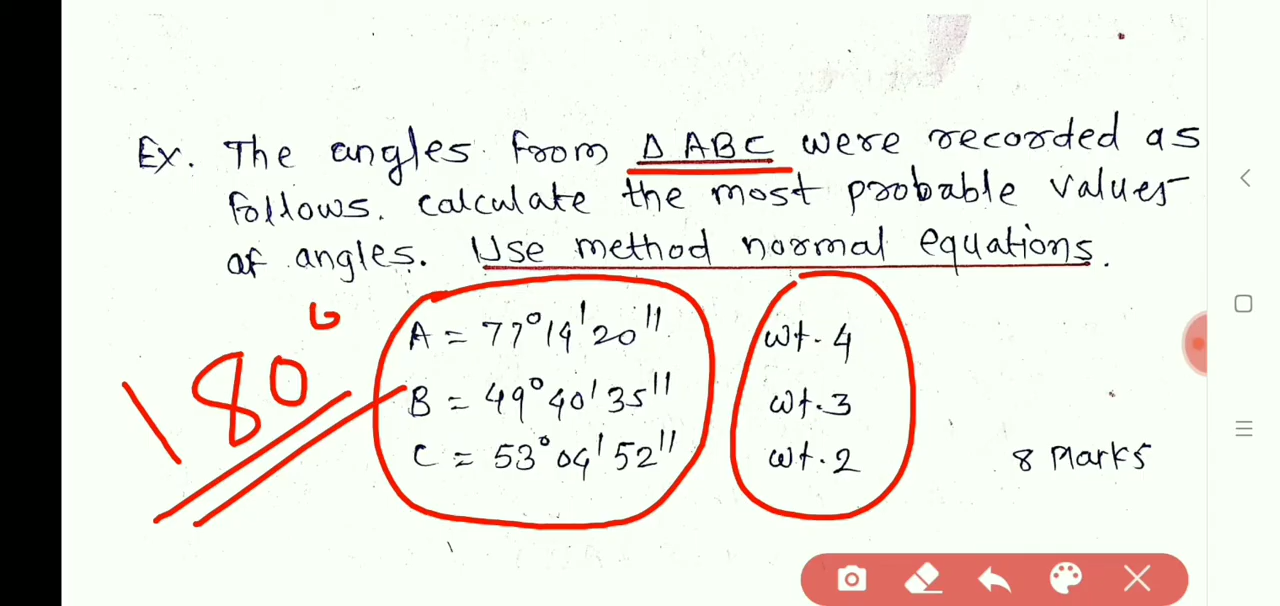 Ex. The angles from Δ ABC were recorded as
follows. calculate the most probable values
of angles. Use method normal equations.
180°
A = 77°14'20" wt. 4
B = 49°40'35" wt. 3
C = 53°04'52" wt. 2
8 Marks